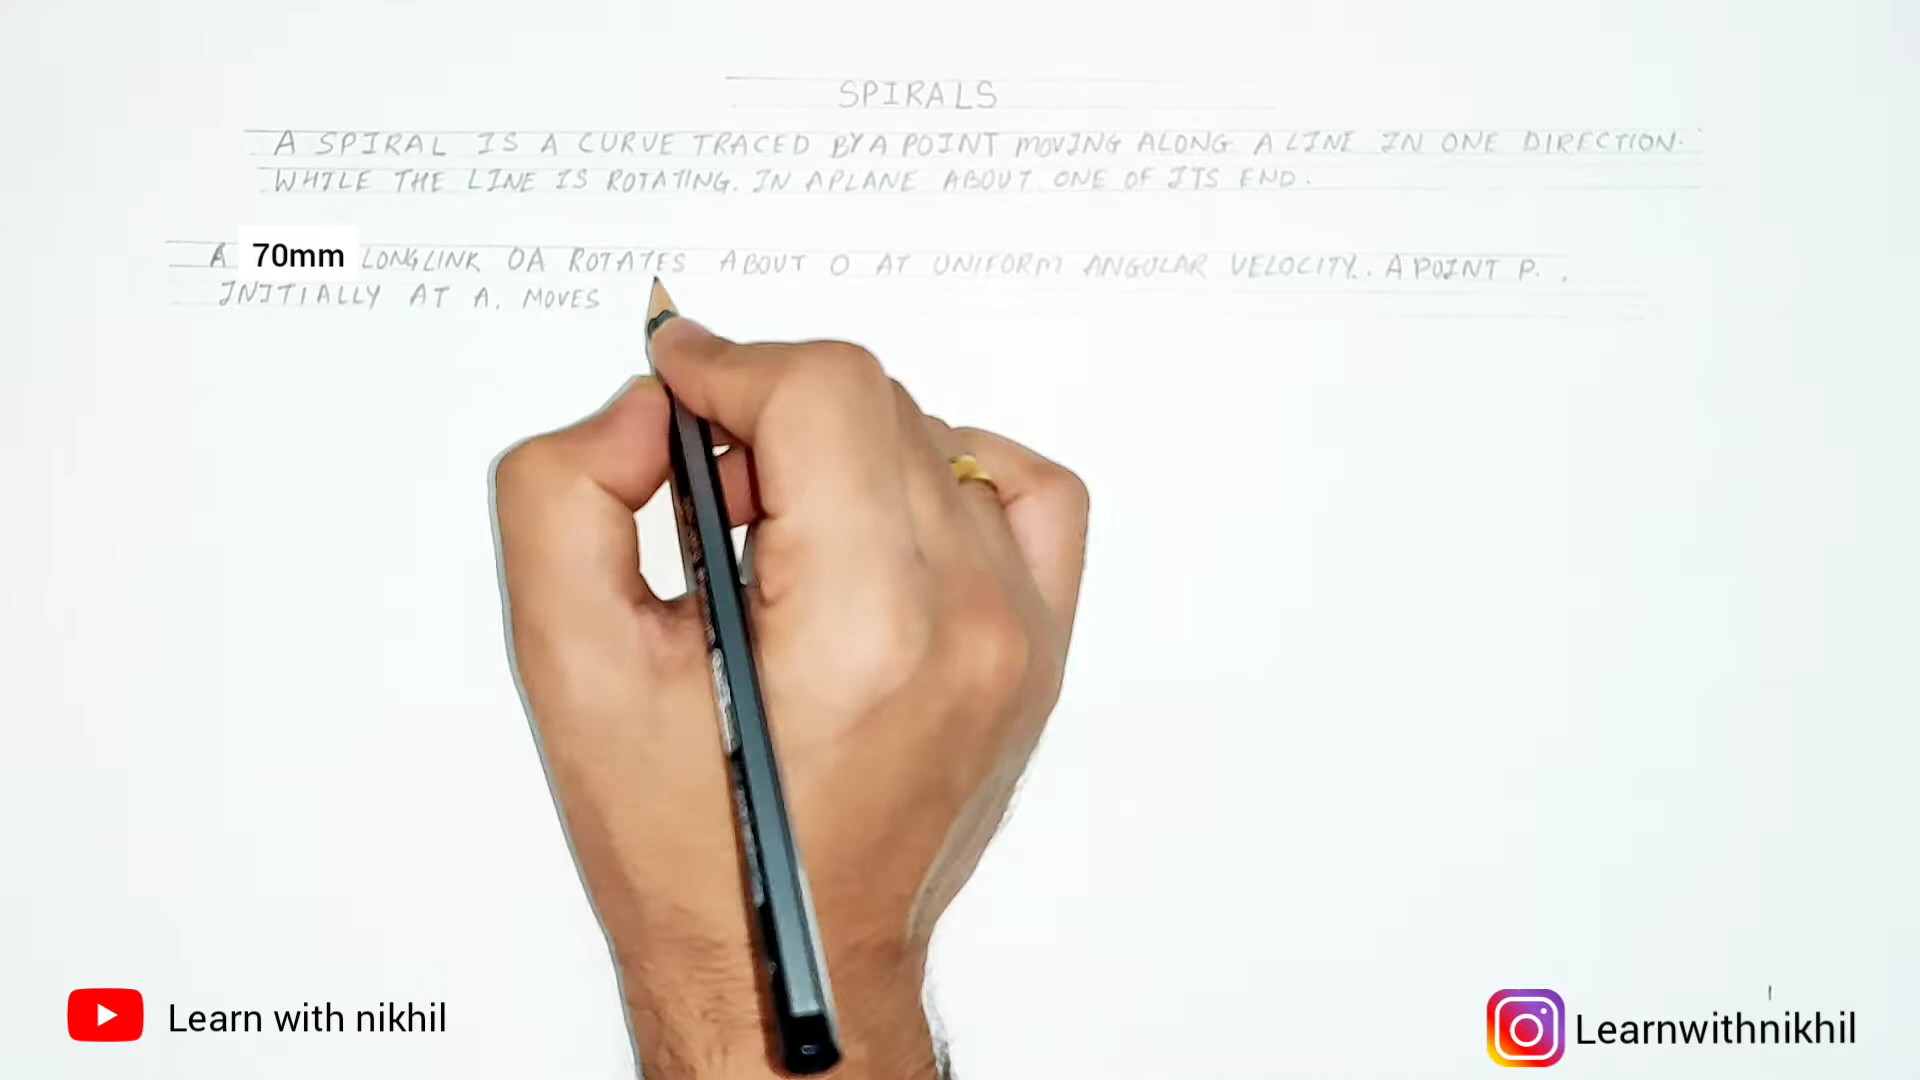 SPIRALS
A SPIRAL IS A CURVE TRACED BY A POINT MOVING ALONG. A LINE IN ONE DIRECTION.
WHILE THE LINE IS ROTATING. IN A PLANE ABOUT ONE OF ITS END.
A 70mm LONG LINK OA ROTATES ABOUT O AT UNIFORM ANGULAR VELOCITY. A POINT P.
INITIALLY AT A. MOVES
Learn with nikhil
Learnwithnikhil